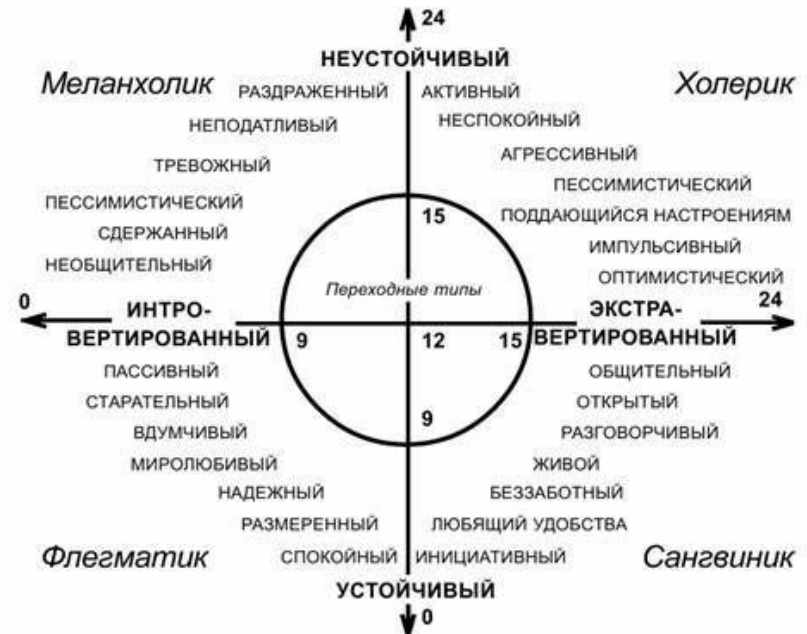 24
НЕУСТОЙЧИВЫЙ
Меланхолик
Холерик
РАЗДРАЖЕННЫЙ
АКТИВНЫЙ
НЕПОДАТЛИВЫЙ
НЕСПОКОЙНЫЙ
ТРЕВОЖНЫЙ
АГРЕССИВНЫЙ
ПЕССИМИСТИЧЕСКИЙ
ПЕССИМИСТИЧЕСКИЙ
СДЕРЖАННЫЙ
ПОДДАЮЩИЙСЯ НАСТРОЕНИЯМ
НЕОБЩИТЕЛЬНЫЙ
ИМПУЛЬСИВНЫЙ
ОПТИМИСТИЧЕСКИЙ
15
Переходные типы
0
ИНТРО-
ВЕРТИРОВАННЫЙ
9
12
15
ЭКСТРА-
ВЕРТИРОВАННЫЙ
24
ПАССИВНЫЙ
ОБЩИТЕЛЬНЫЙ
СТАРАТЕЛЬНЫЙ
ОТКРЫТЫЙ
9
ВДУМЧИВЫЙ
РАЗГОВОРЧИВЫЙ
МИРОЛЮБИВЫЙ
ЖИВОЙ
НАДЕЖНЫЙ
БЕЗЗАБОТНЫЙ
РАЗМЕРЕННЫЙ
ЛЮБЯЩИЙ УДОБСТВА
Флегматик
СПОКОЙНЫЙ
ИНИЦИАТИВНЫЙ
Сангвиник
УСТОЙЧИВЫЙ
0